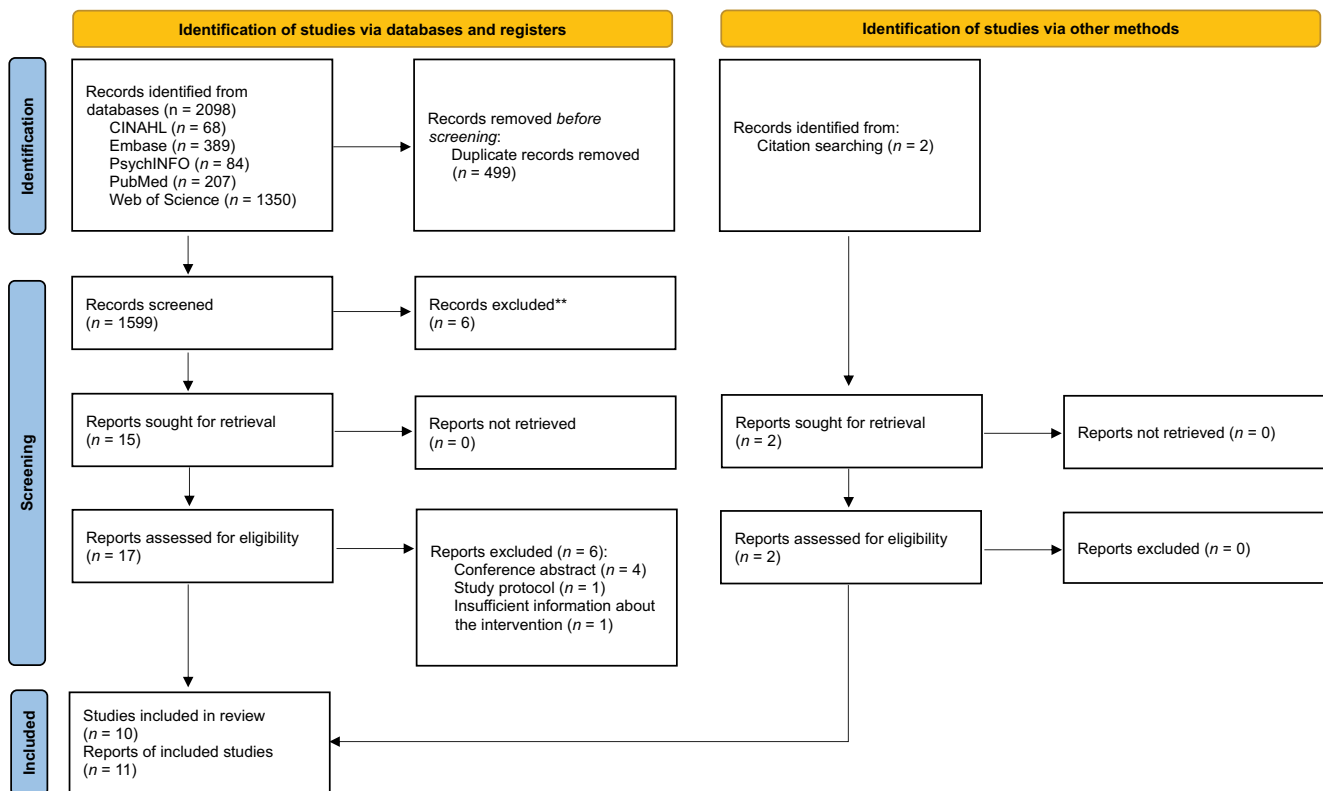 Identification of studies via databases and registers
Identification of studies via other methods
Identification
Records identified from
databases (n = 2098)
CINAHL (n = 68)
Embase (n = 389)
PsychINFO (n = 84)
PubMed (n = 207)
Web of Science (n = 1350)
Records removed before
screening:
Duplicate records removed
(n = 499)
Records identified from:
Citation searching (n = 2)
Screening
Records screened
(n = 1599)
Records excluded**
(n = 6)
Reports sought for retrieval
(n = 15)
Reports not retrieved
(n = 0)
Reports sought for retrieval
(n = 2)
Reports not retrieved (n = 0)
Reports assessed for eligibility
(n = 17)
Reports excluded (n = 6):
Conference abstract (n = 4)
Study protocol (n = 1)
Insufficient information about
the intervention (n = 1)
Reports assessed for eligibility
(n = 2)
Reports excluded (n = 0)
Included
Studies included in review
(n = 10)
Reports of included studies
(n = 11)